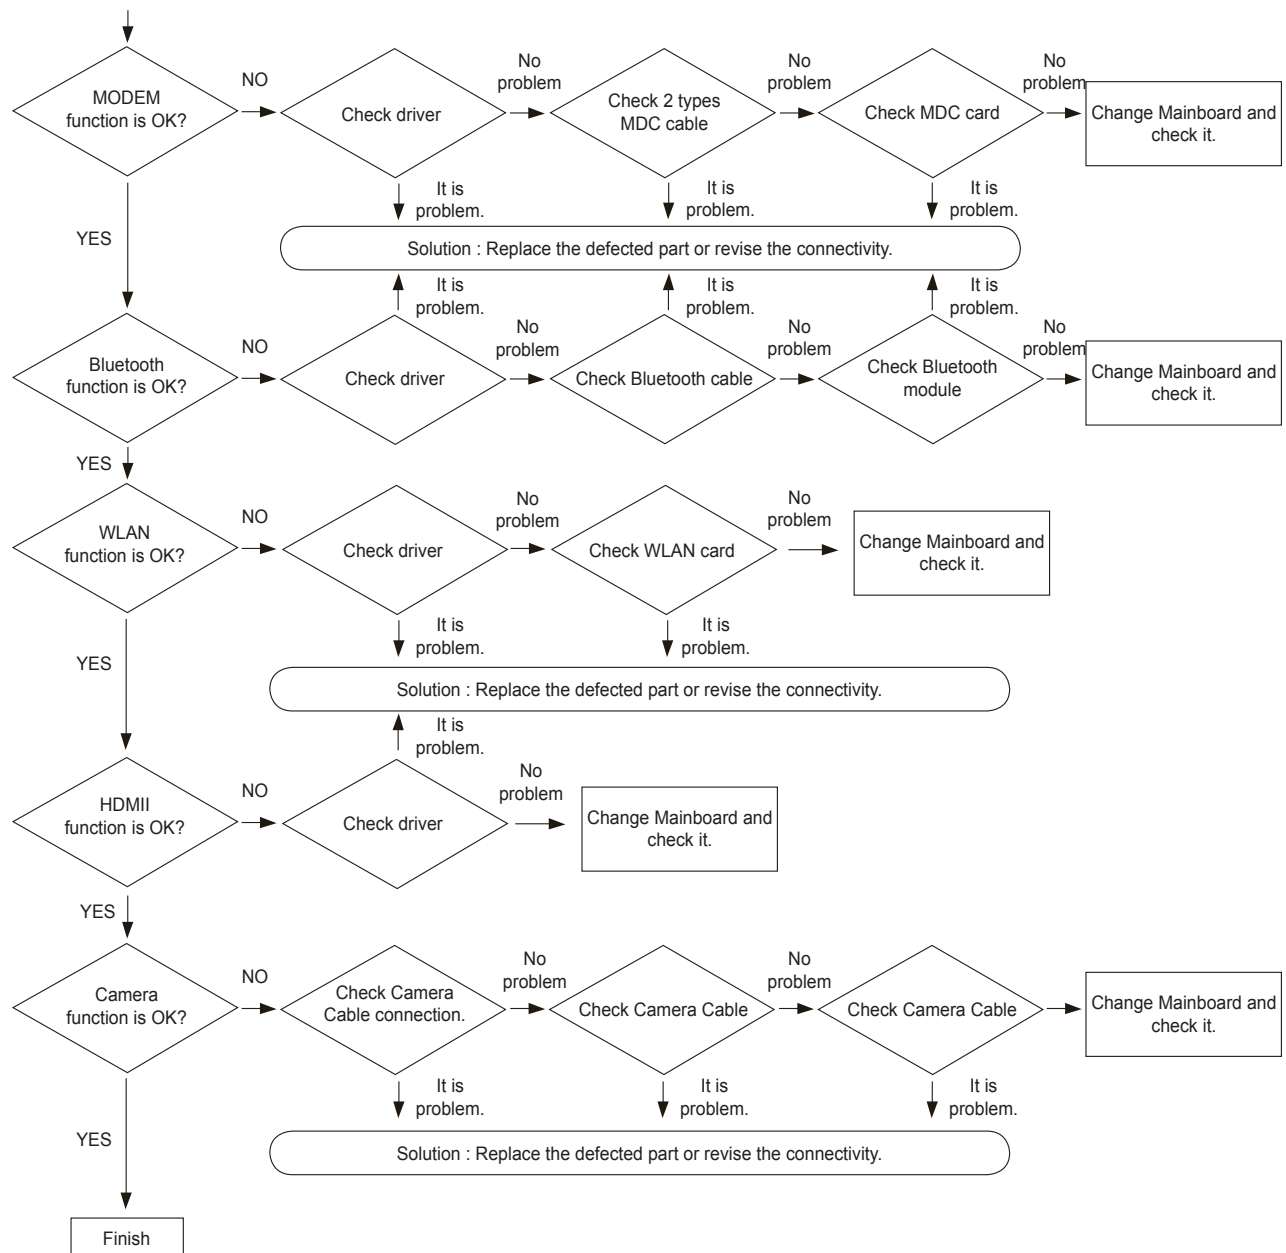 MODEM
function is OK?
NO
Check driver
No
problem
Check 2 types
MDC cable
No
problem
Check MDC card
No
problem
Change Mainboard and
check it.
YES
It is
problem.
It is
problem.
It is
problem.
Solution : Replace the defected part or revise the connectivity.
It is
problem.
It is
problem.
It is
problem.
Bluetooth
function is OK?
NO
Check driver
No
problem
Check Bluetooth cable
No
problem
Check Bluetooth
module
No
problem
Change Mainboard and
check it.
YES
WLAN
function is OK?
NO
Check driver
No
problem
Check WLAN card
No
problem
Change Mainboard and
check it.
YES
It is
problem.
It is
problem.
Solution : Replace the defected part or revise the connectivity.
It is
problem.
HDMII
function is OK?
NO
Check driver
No
problem
Change Mainboard and
check it.
YES
Camera
function is OK?
NO
Check Camera
Cable connection.
No
problem
Check Camera Cable
No
problem
Check Camera Cable
Change Mainboard and
check it.
YES
It is
problem.
It is
problem.
It is
problem.
Solution : Replace the defected part or revise the connectivity.
Finish